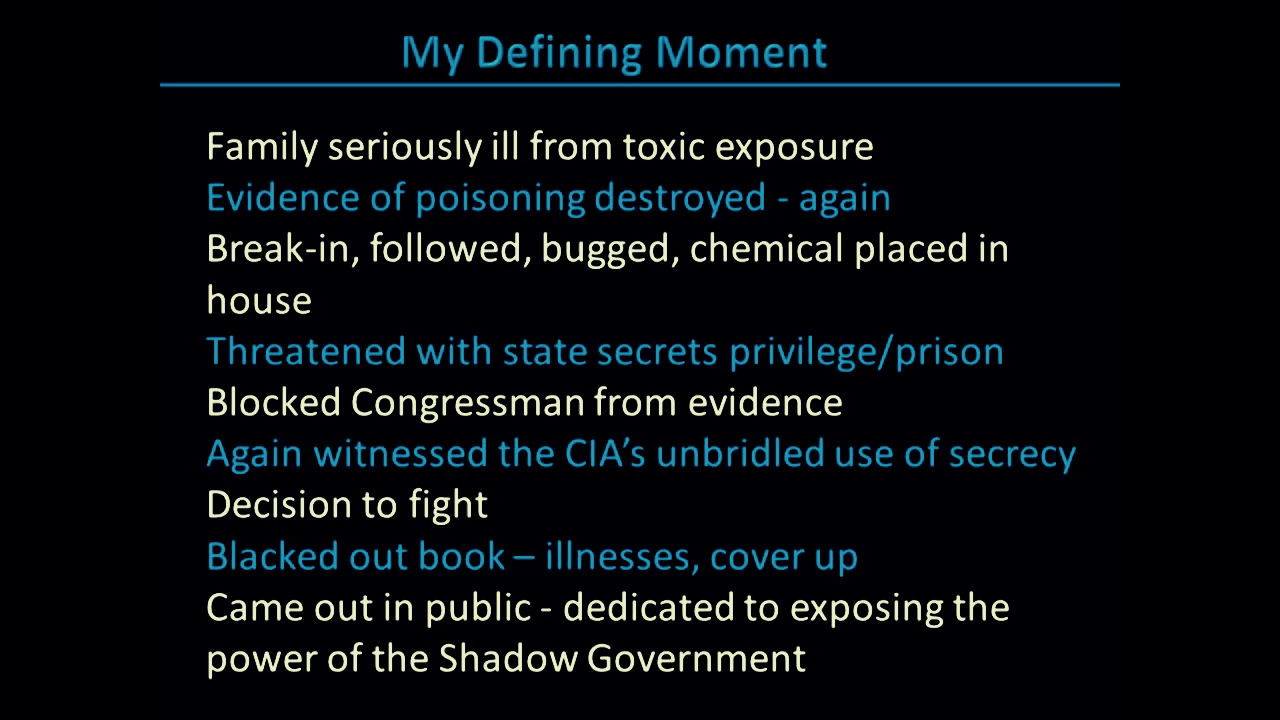 My Defining Moment
Family seriously ill from toxic exposure
Evidence of poisoning destroyed - again
Break-in, followed, bugged, chemical placed in
house
Threatened with state secrets privilege/prison
Blocked Congressman from evidence
Again witnessed the CIA’s unbridled use of secrecy
Decision to fight
Blacked out book – illnesses, cover up
Came out in public - dedicated to exposing the
power of the Shadow Government